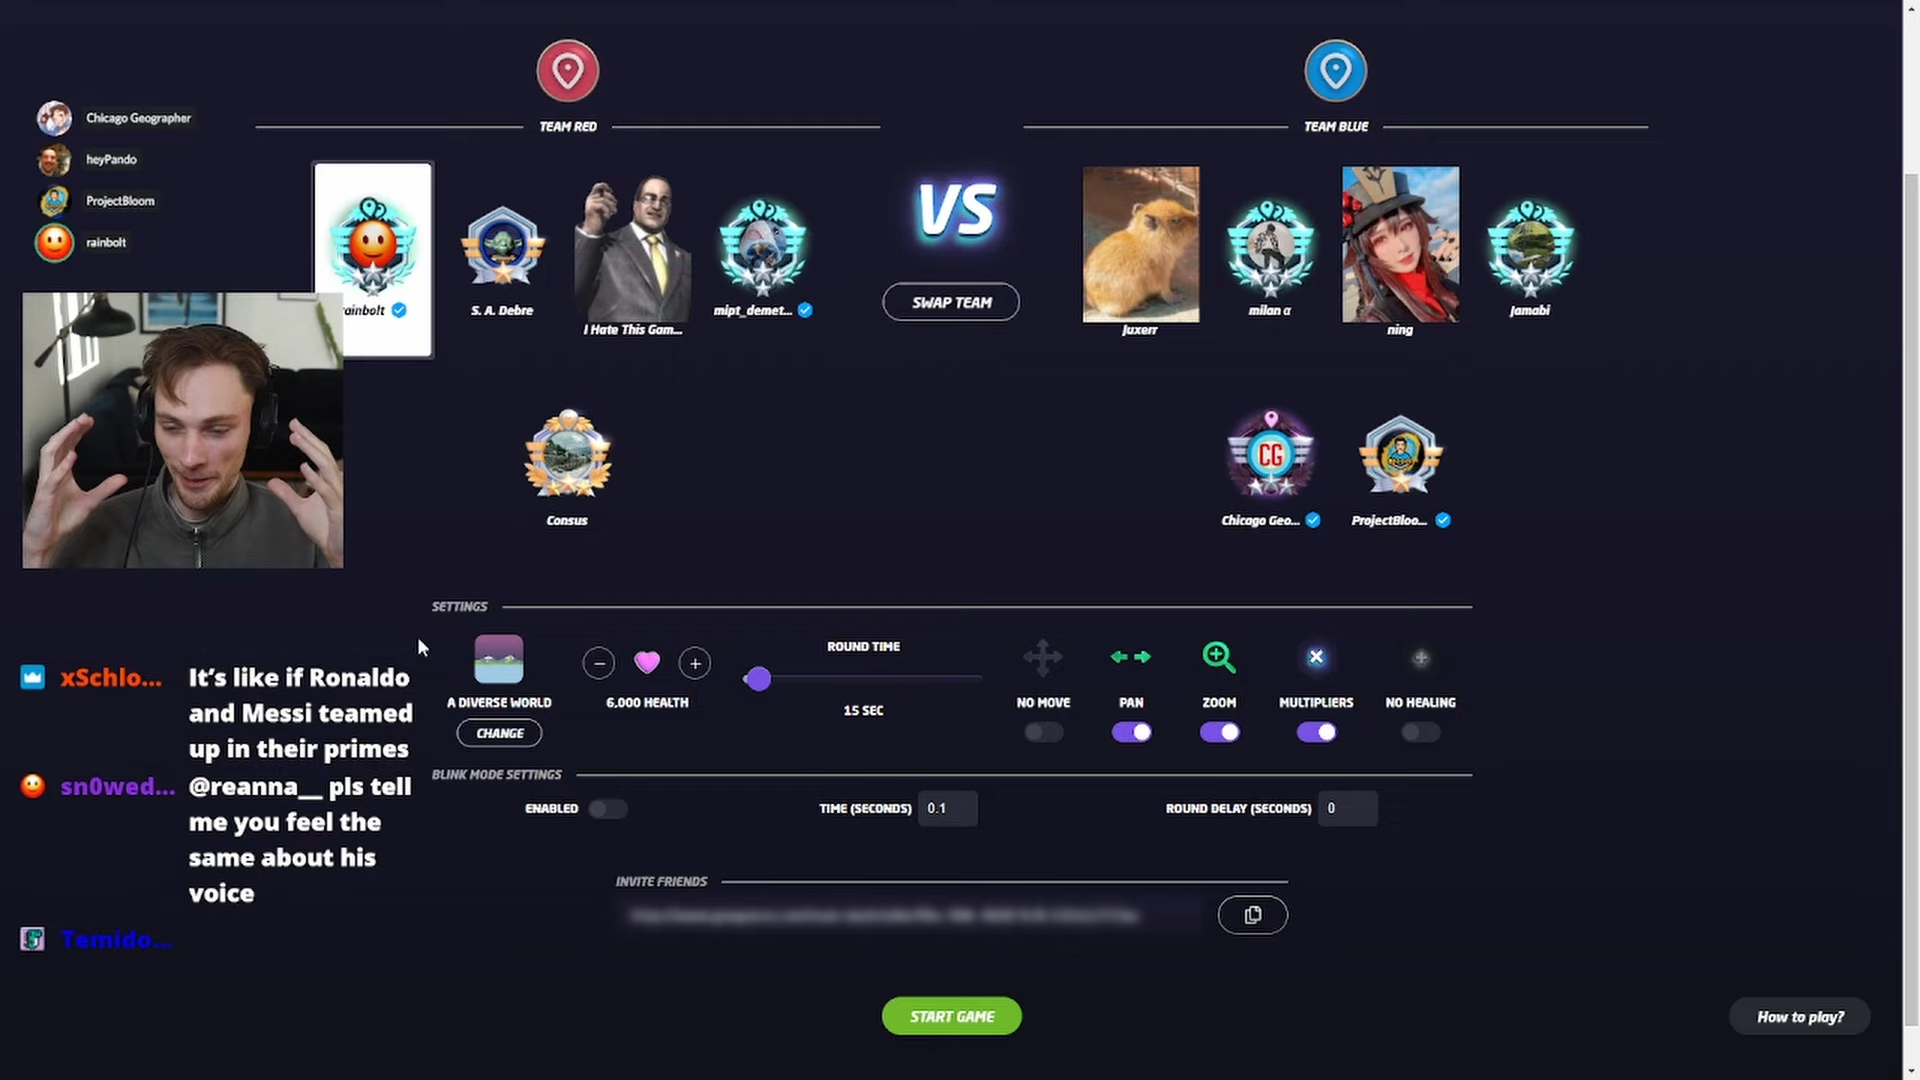 TEAM RED
TEAM BLUE
Chicago Geographer
heyPando
ProjectBloom
rainbolt
VS
SWAP TEAM
rainbolt
S. A. Debre
I Hate This Gam...
mipt_demet...
Juxerr
milan α
ning
Jamabi
CG
Consus
Chicago Geo...
ProjectBloo...
SETTINGS
A DIVERSE WORLD
CHANGE
6,000 HEALTH
ROUND TIME
15 SEC
NO MOVE
PAN
ZOOM
MULTIPLIERS
NO HEALING
BLINK MODE SETTINGS
ENABLED
TIME (SECONDS) 0.1
ROUND DELAY (SECONDS) 0
INVITE FRIENDS
xSchlo... It's like if Ronaldo
and Messi teamed
up in their primes
sn0wed... @reanna__ pls tell
me you feel the
same about his
voice
Temido...
START GAME
How to play?